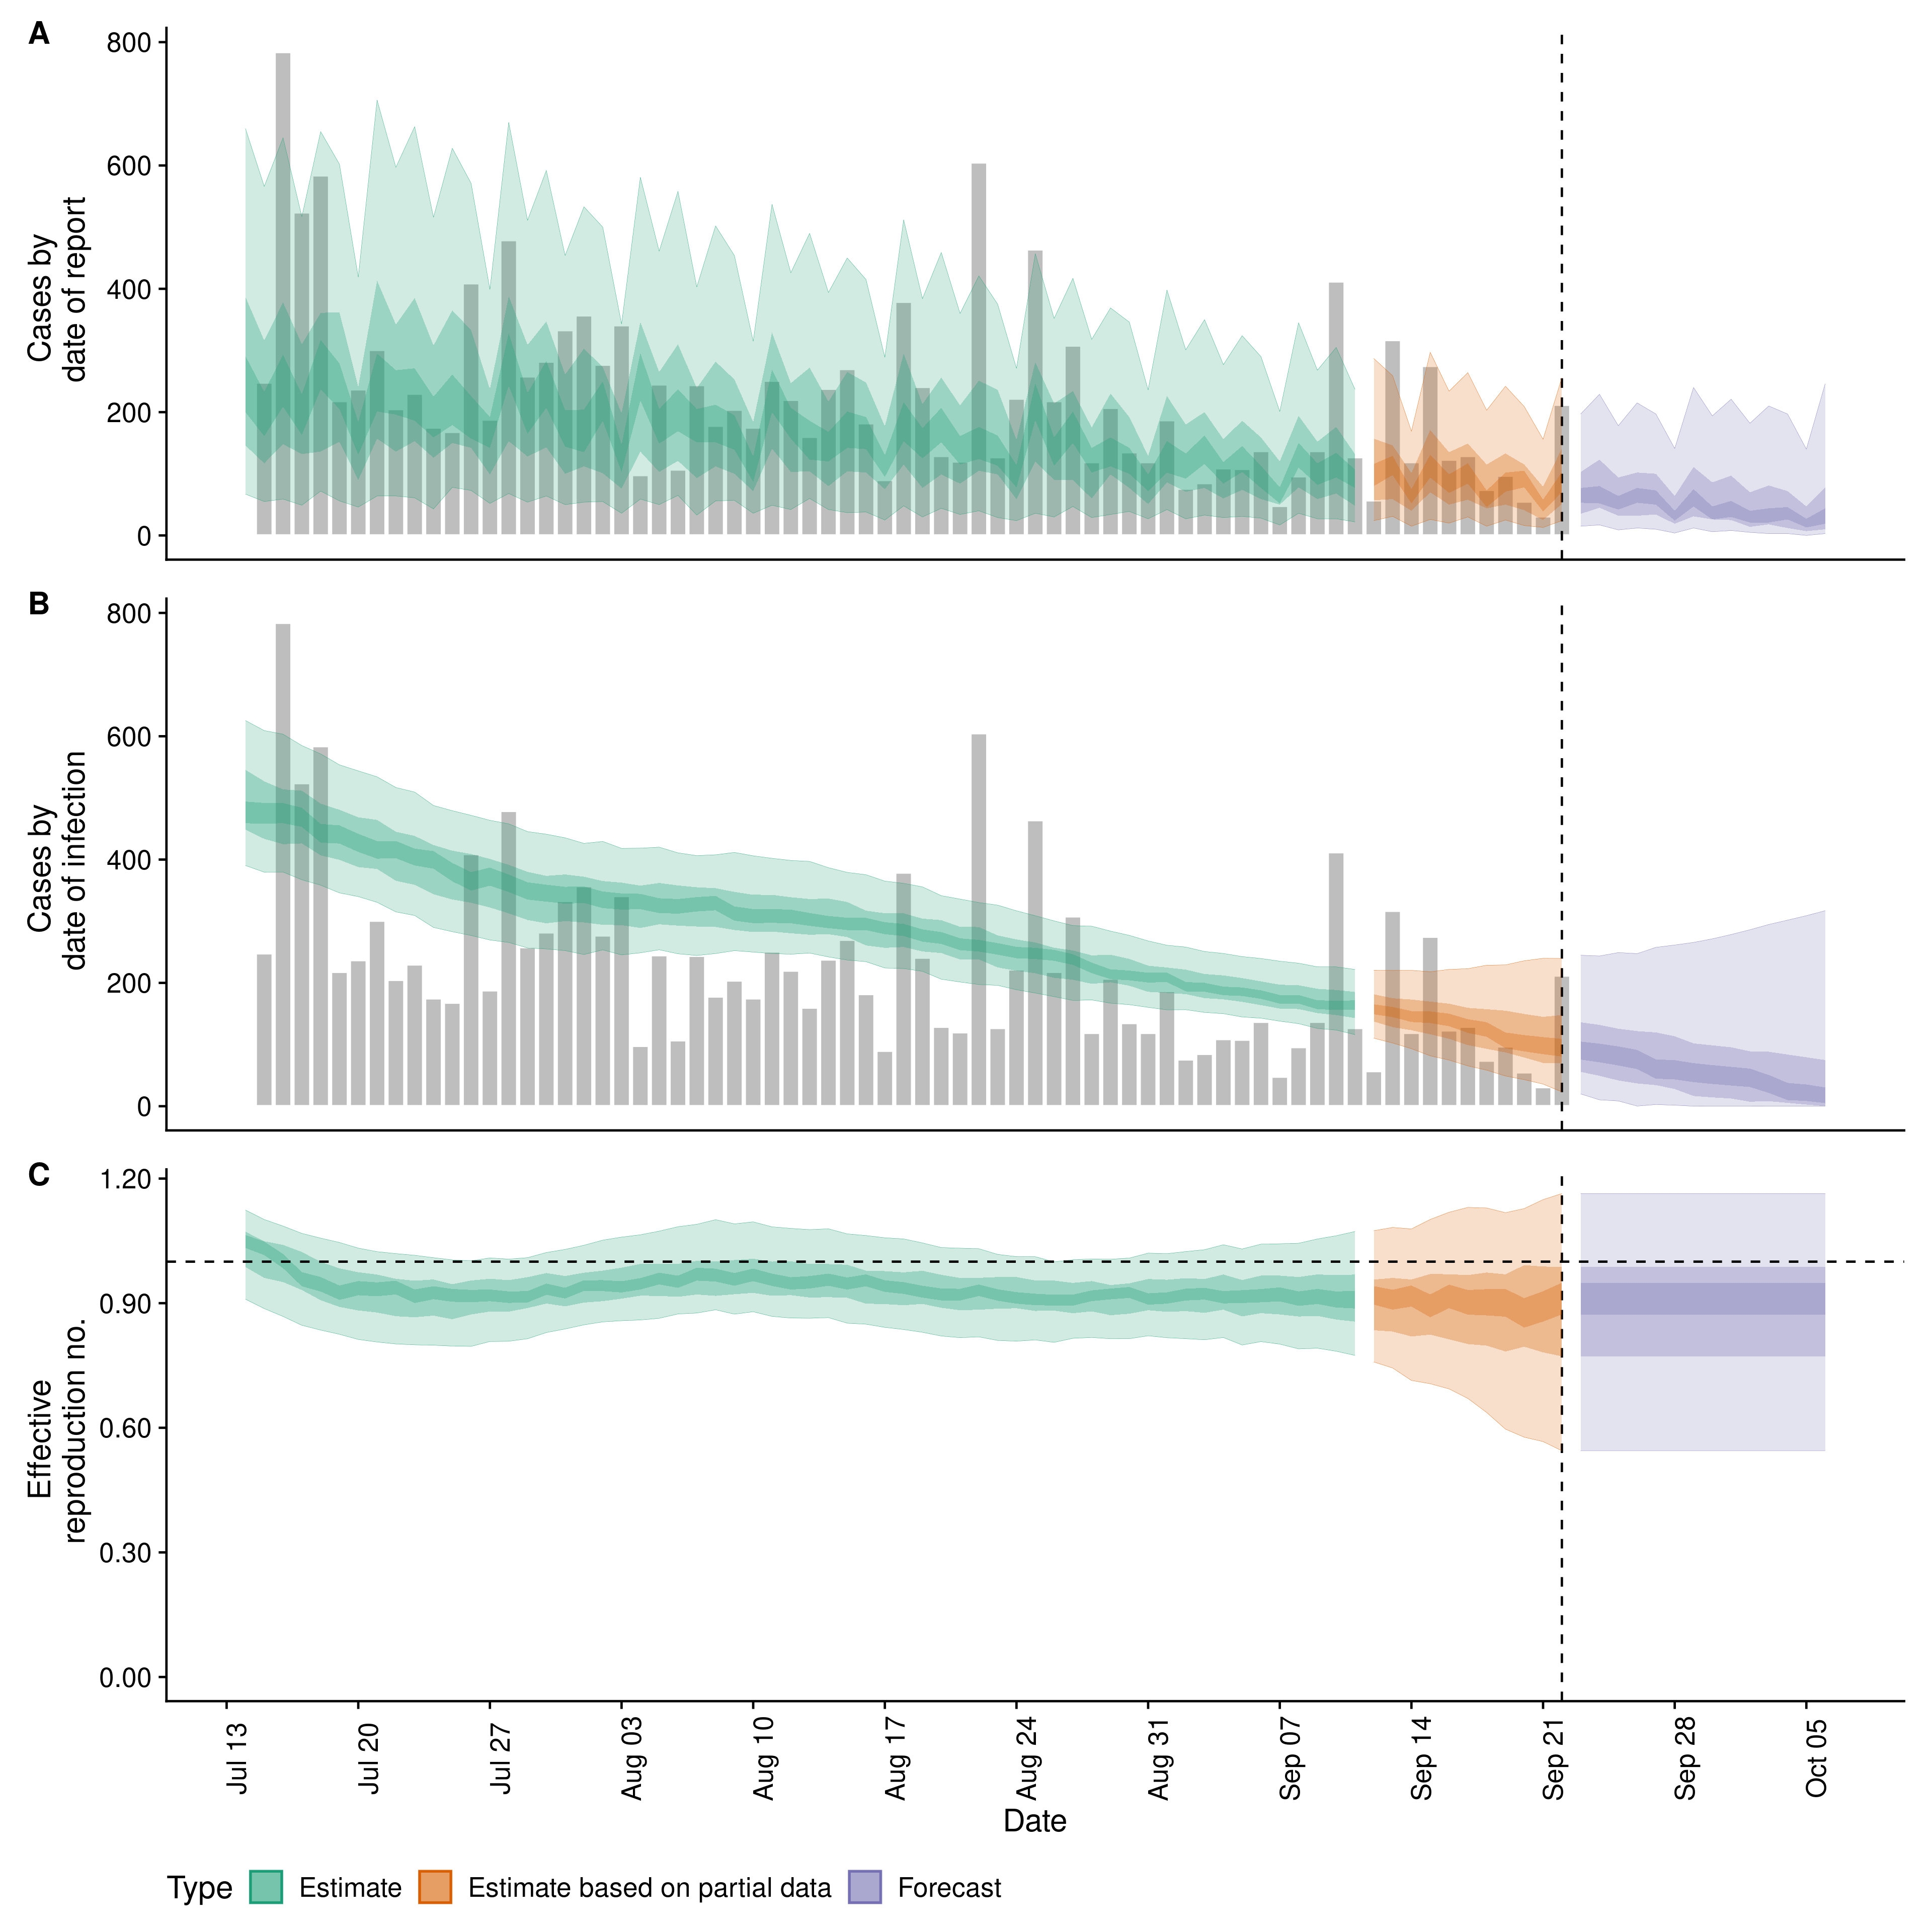 A
800
600
400
200
0
Cases by
date of report
B
800
600
400
200
0
Cases by
date of infection
C
1.20
0.90
0.60
0.30
0.00
Effective
reproduction no.
Jul 13
Jul 20
Jul 27
Aug 03
Aug 10
Aug 17
Aug 24
Aug 31
Sep 07
Sep 14
Sep 21
Sep 28
Oct 05
Date
Type Estimate Estimate based on partial data Forecast